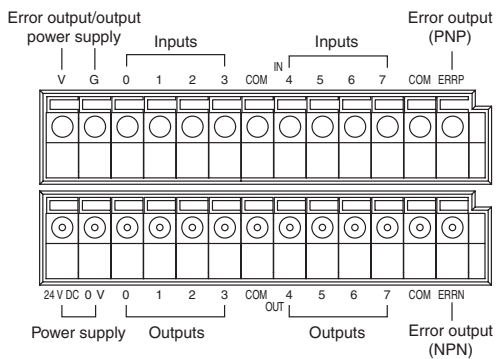 Error output/output
power supply
Inputs
Inputs
Error output
(PNP)
V G 0 1 2 3 COM IN 4 5 6 7 COM ERRP
24 V DC 0 V 0 1 2 3 COM OUT 4 5 6 7 COM ERRN
Power supply
Outputs
Outputs
Error output
(NPN)